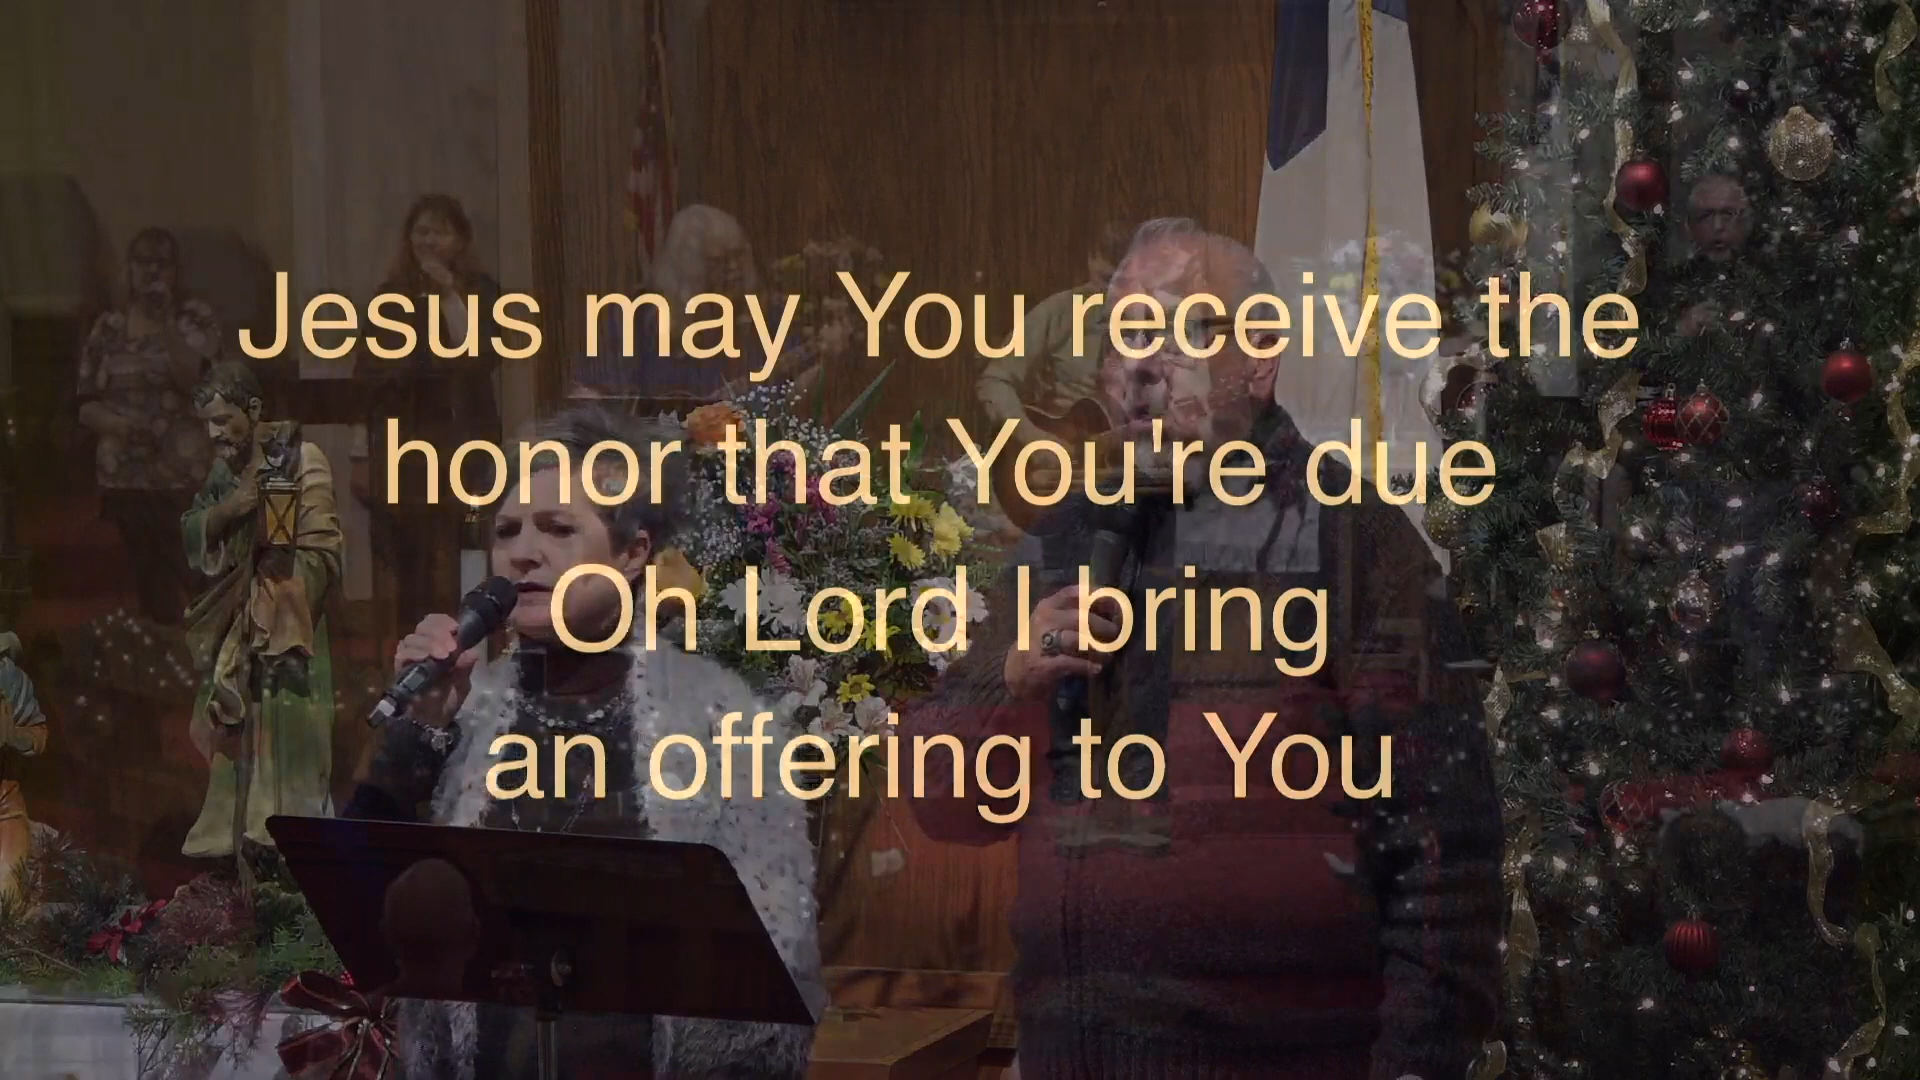 Jesus may You receive the
honor that You're due
Oh Lord I bring
an offering to You